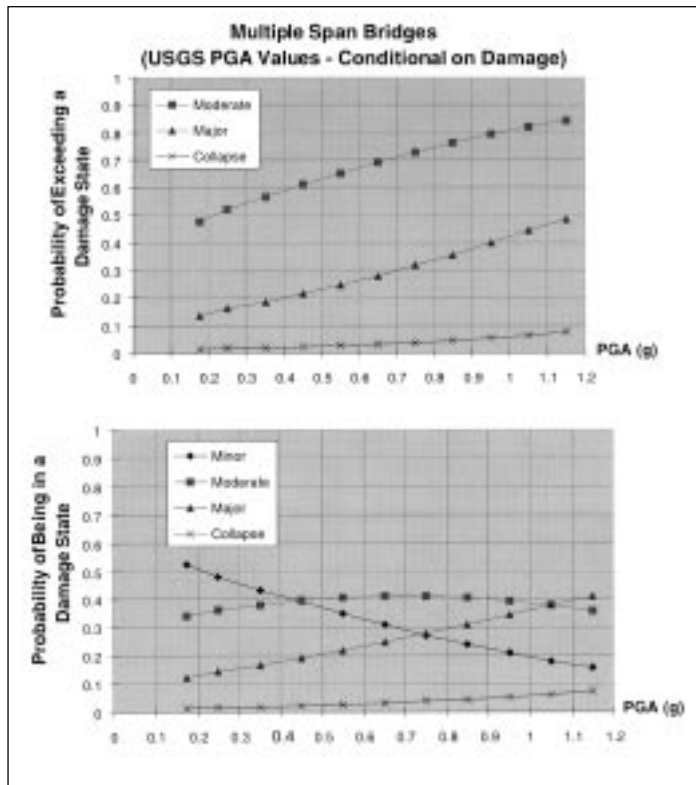 Multiple Span Bridges
(USGS PGA Values - Conditional on Damage)
Probability of Exceeding a
Damage State
1
0.9
0.8
0.7
0.6
0.5
0.4
0.3
0.2
0.1
0
Moderate
Major
Collapse
PGA (g)
0 0.1 0.2 0.3 0.4 0.5 0.6 0.7 0.8 0.9 1 1.1 1.2
Probability of Being in a
Damage State
1
0.9
0.8
0.7
0.6
0.5
0.4
0.3
0.2
0.1
0
Minor
Moderate
Major
Collapse
PGA (g)
0 0.1 0.2 0.3 0.4 0.5 0.6 0.7 0.8 0.9 1 1.1 1.2